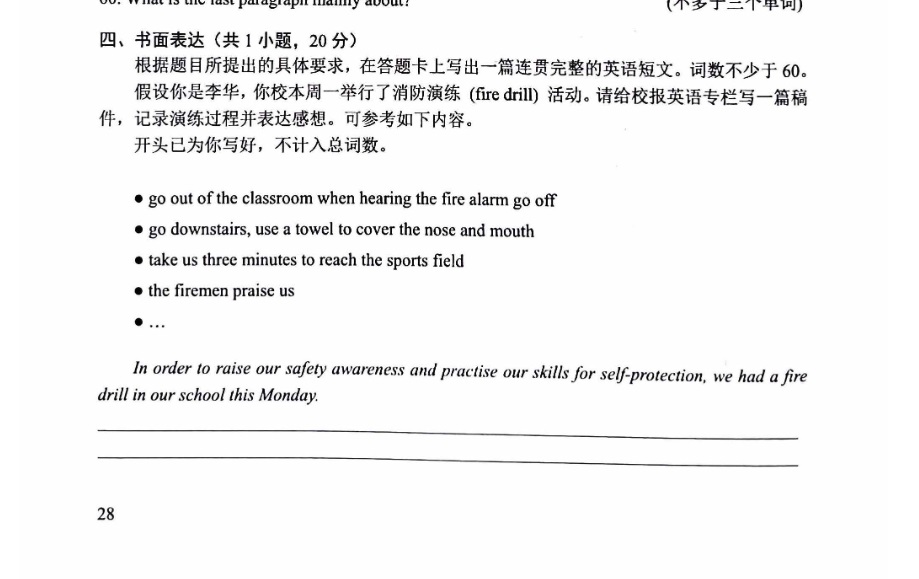 60. What is the last paragraph mainly about?
(不多于三个单词)
四、书面表达（共 1 小题，20 分）
根据题目所提出的具体要求，在答题卡上写出一篇连贯完整的英语短文。词数不少于 60。
假设你是李华，你校本周一举行了消防演练 (fire drill) 活动。请给校报英语专栏写一篇稿
件，记录演练过程并表达感想。可参考如下内容。
开头已为你写好，不计入总词数。
● go out of the classroom when hearing the fire alarm go off
● go downstairs, use a towel to cover the nose and mouth
● take us three minutes to reach the sports field
● the firemen praise us
● …
In order to raise our safety awareness and practise our skills for self-protection, we had a fire
drill in our school this Monday.
28